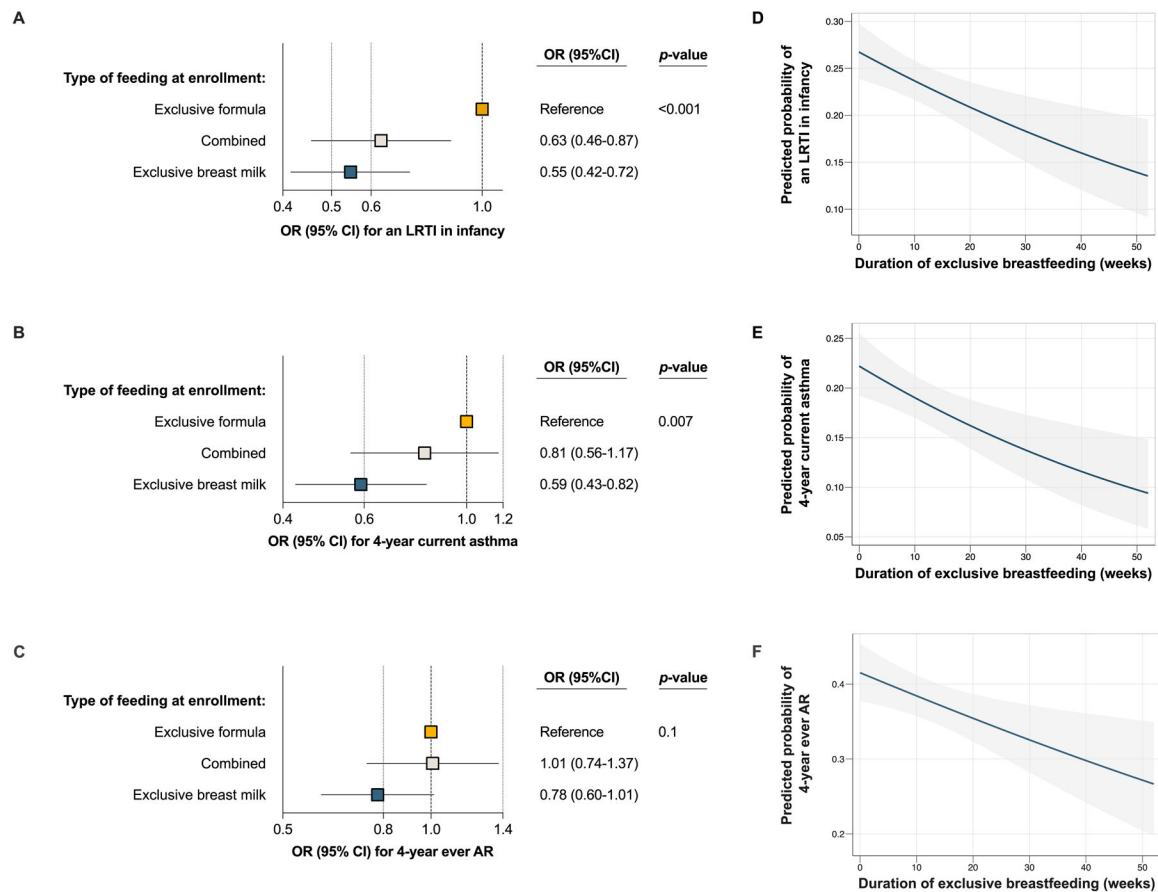 A
OR (95%CI) p-value
Type of feeding at enrollment:
Exclusive formula Reference <0.001
Combined 0.63 (0.46-0.87)
Exclusive breast milk 0.55 (0.42-0.72)
0.4 0.5 0.6 1.0
OR (95% CI) for an LRTI in infancy
D
Predicted probability of
an LRTI in infancy
0.30
0.25
0.20
0.15
0.10
0 10 20 30 40 50
Duration of exclusive breastfeeding (weeks)
B
OR (95%CI) p-value
Type of feeding at enrollment:
Exclusive formula Reference 0.007
Combined 0.81 (0.56-1.17)
Exclusive breast milk 0.59 (0.43-0.82)
0.4 0.6 1.0 1.2
OR (95% CI) for 4-year current asthma
E
Predicted probability of
4-year current asthma
0.25
0.20
0.15
0.10
0.05
0 10 20 30 40 50
Duration of exclusive breastfeeding (weeks)
C
OR (95%CI) p-value
Type of feeding at enrollment:
Exclusive formula Reference 0.1
Combined 1.01 (0.74-1.37)
Exclusive breast milk 0.78 (0.60-1.01)
0.5 0.8 1.0 1.4
OR (95% CI) for 4-year ever AR
F
Predicted probability of
4-year ever AR
0.4
0.3
0.2
0 10 20 30 40 50
Duration of exclusive breastfeeding (weeks)